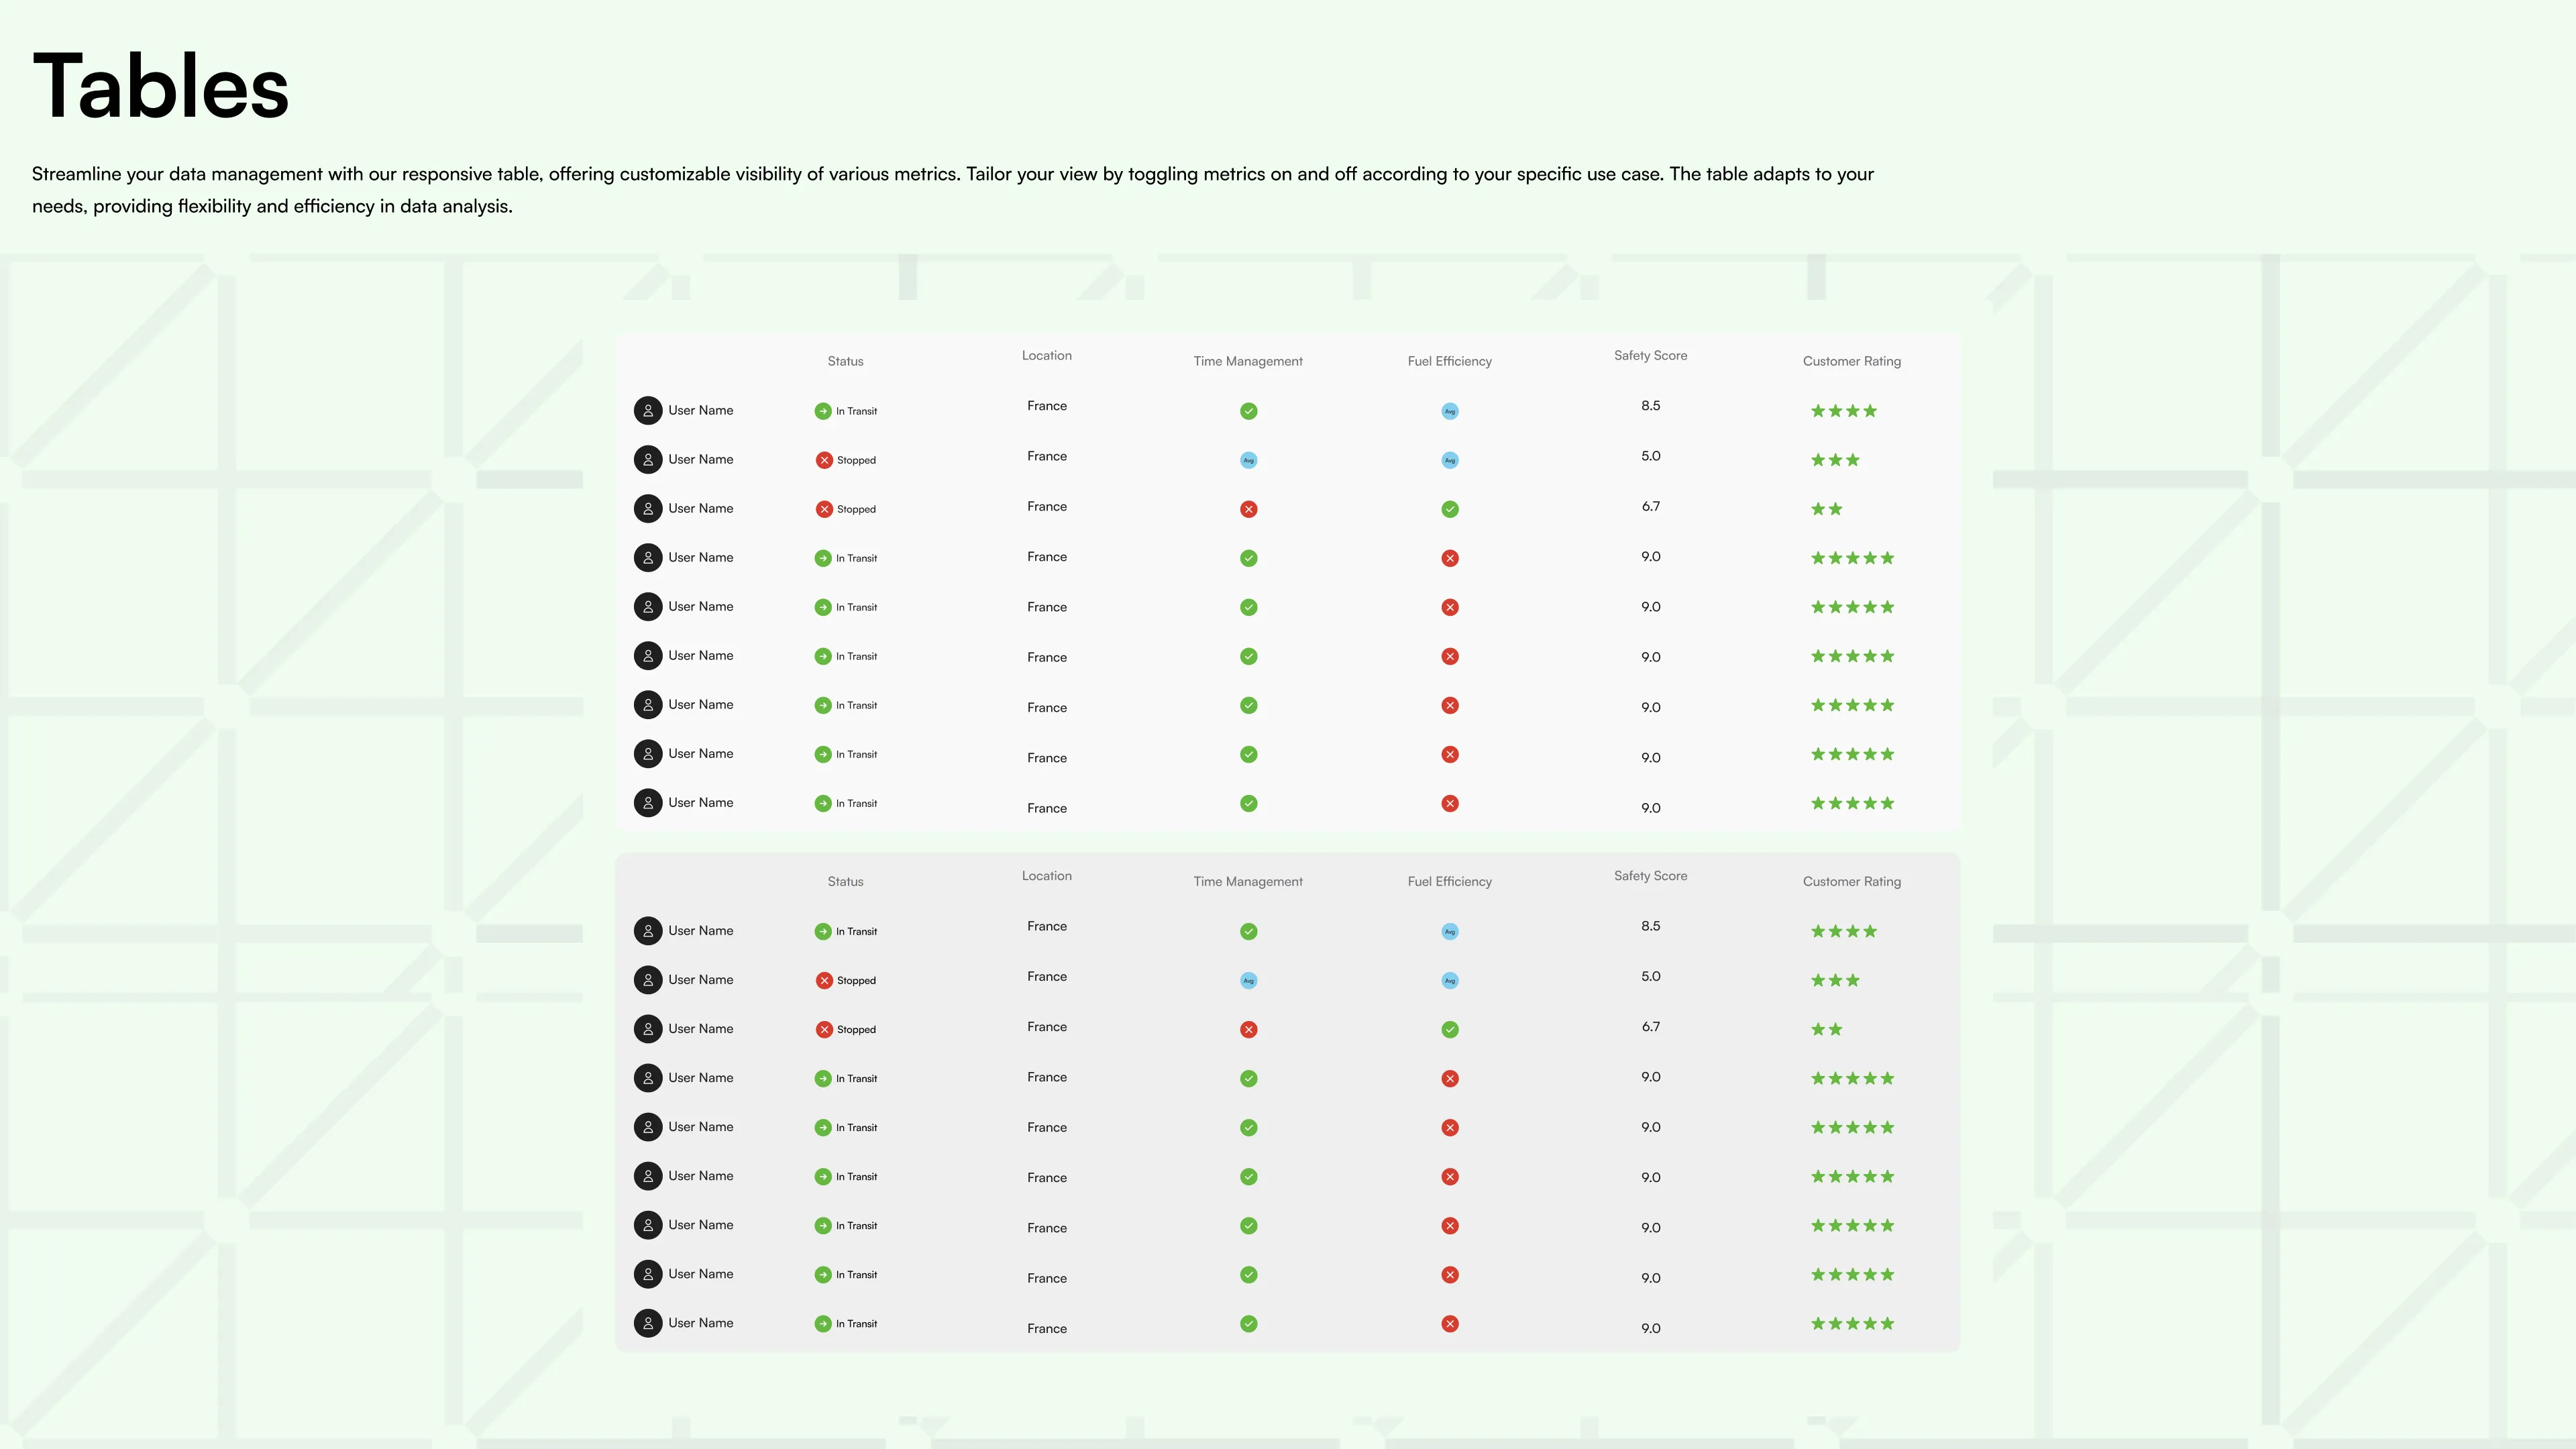 Tables
Streamline your data management with our responsive table, offering customizable visibility of various metrics. Tailor your view by toggling metrics on and off according to your specific use case. The table adapts to your
needs, providing flexibility and efficiency in data analysis.
Status Location Time Management Fuel Efficiency Safety Score Customer Rating
User Name In Transit France Avg 8.5
User Name Stopped France Avg Avg 5.0
User Name Stopped France 6.7
User Name In Transit France 9.0
User Name In Transit France 9.0
User Name In Transit France 9.0
User Name In Transit France 9.0
User Name In Transit France 9.0
User Name In Transit France 9.0
Status Location Time Management Fuel Efficiency Safety Score Customer Rating
User Name In Transit France Avg 8.5
User Name Stopped France Avg Avg 5.0
User Name Stopped France 6.7
User Name In Transit France 9.0
User Name In Transit France 9.0
User Name In Transit France 9.0
User Name In Transit France 9.0
User Name In Transit France 9.0
User Name In Transit France 9.0